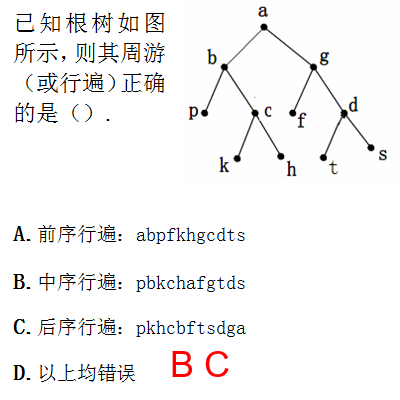 已知根树如图
所示,则其周游
（或行遍）正确
的是（）.
a
b
g
p
c
f
d
k
h
t
s
A. 前序行遍：abpfkhgcdts
B. 中序行遍：pbkchafgtds
C. 后序行遍：pkhcbftsdga
D. 以上均错误
B C